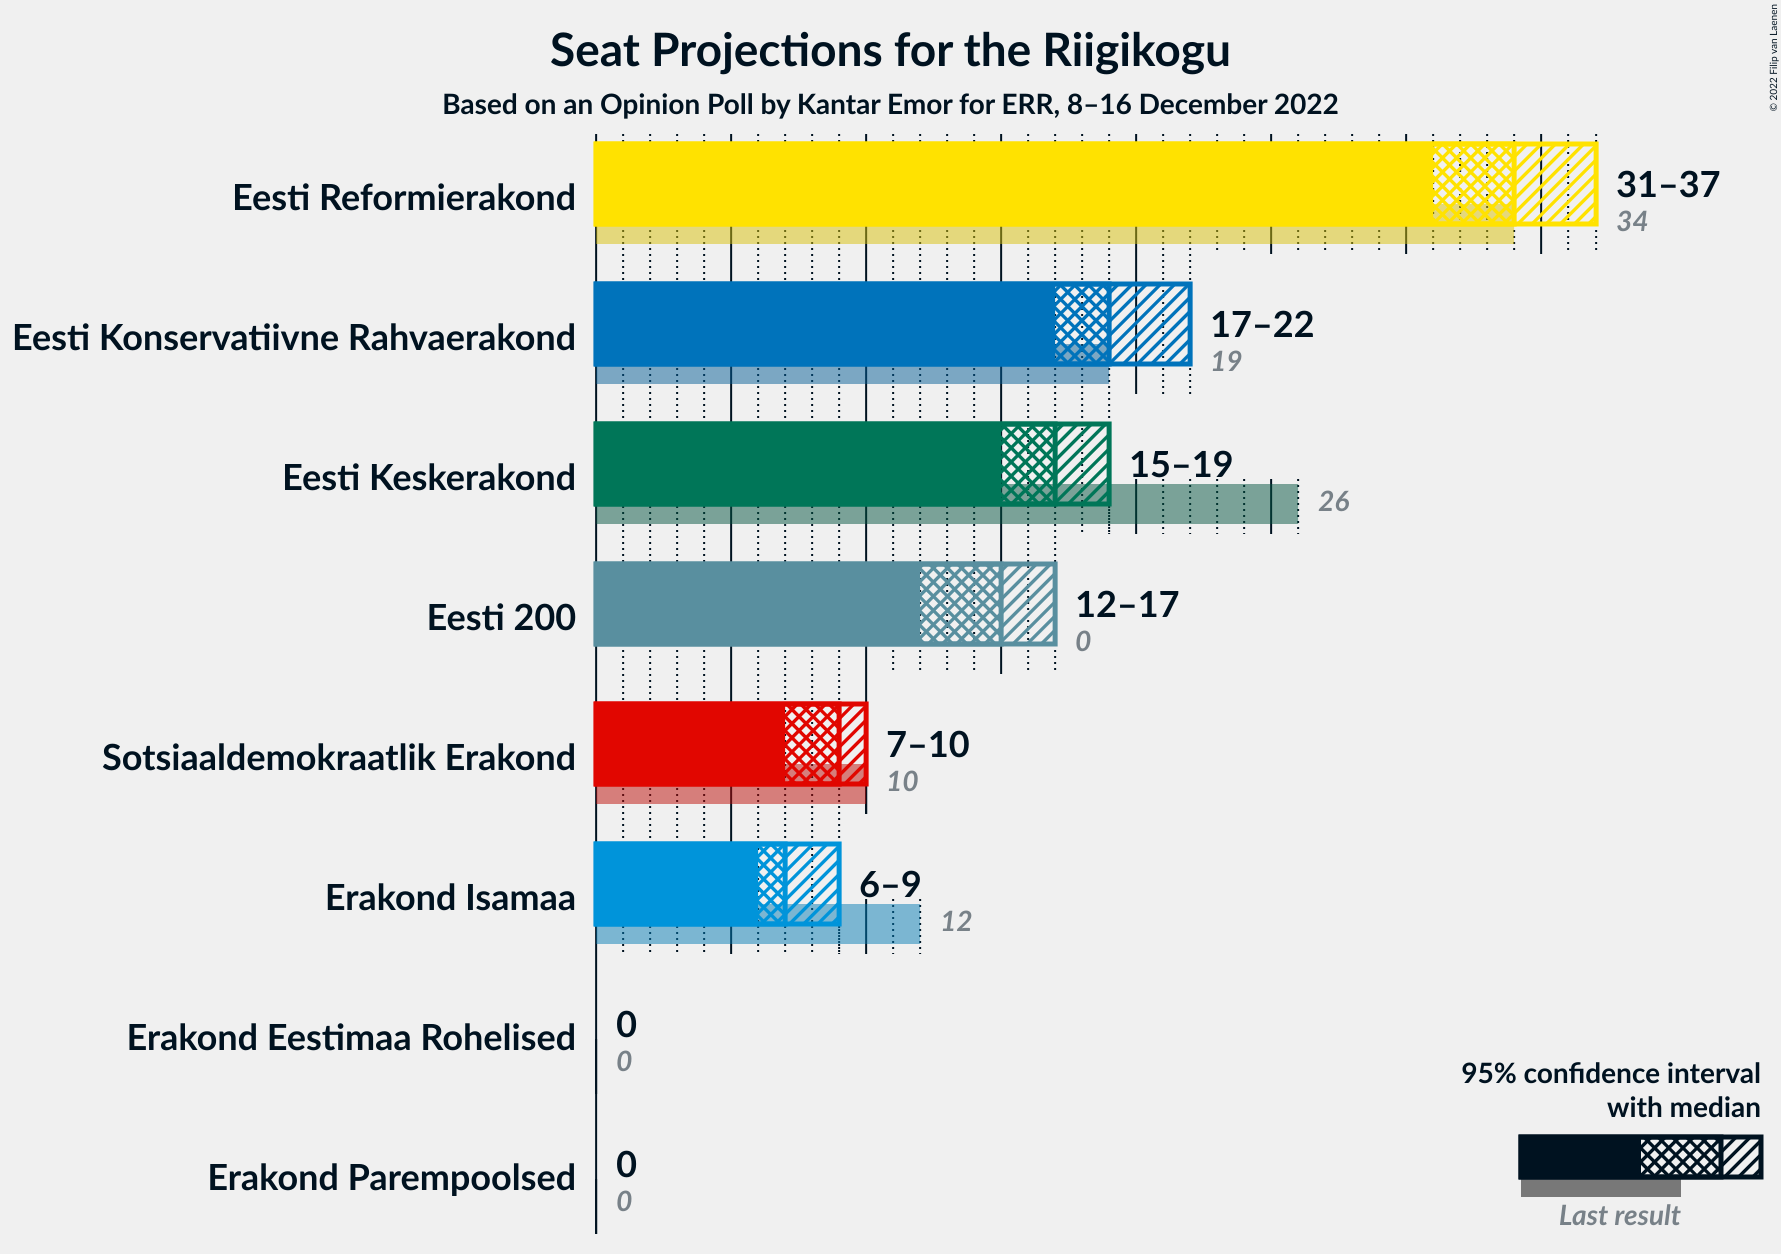 Seat Projections for the Riigikogu
Based on an Opinion Poll by Kantar Emor for ERR, 8–16 December 2022
© 2022 Filip van Laenen
Eesti Reformierakond
31–37
34
Eesti Konservatiivne Rahvaerakond
17–22
19
Eesti Keskerakond
15–19
26
Eesti 200
12–17
0
Sotsiaaldemokraatlik Erakond
7–10
10
Erakond Isamaa
6–9
12
Erakond Eestimaa Rohelised
0
0
Erakond Parempoolsed
0
0
95% confidence interval
with median
Last result